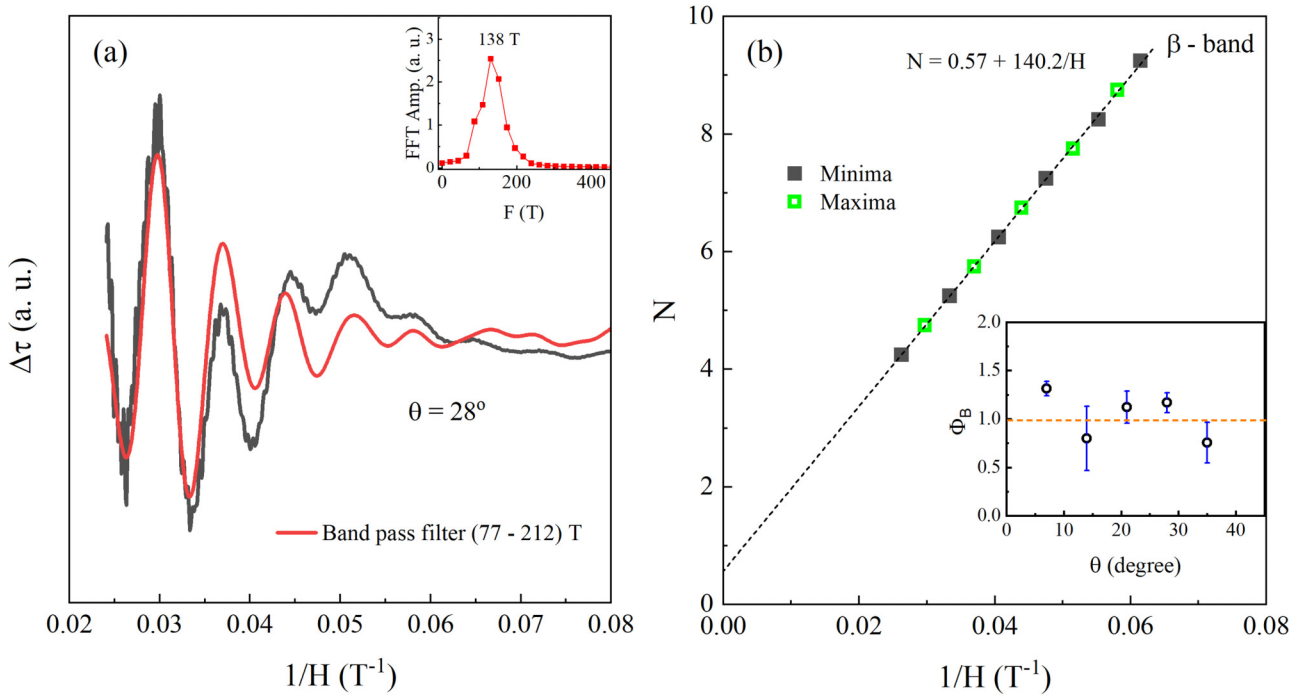 (a)
138 T
FFT Amp. (a. u.)
3
2
1
0
0 200 400
F (T)
Δτ (a. u.)
θ = 28º
Band pass filter (77 - 212) T
0.02 0.03 0.04 0.05 0.06 0.07 0.08
1/H (T⁻¹)
(b)
β - band
N = 0.57 + 140.2/H
Minima
Maxima
N
10
8
6
4
2
0
0.00 0.02 0.04 0.06 0.08
1/H (T⁻¹)
Φ_B
2.0
1.5
1.0
0.5
0.0
0 10 20 30 40
θ (degree)